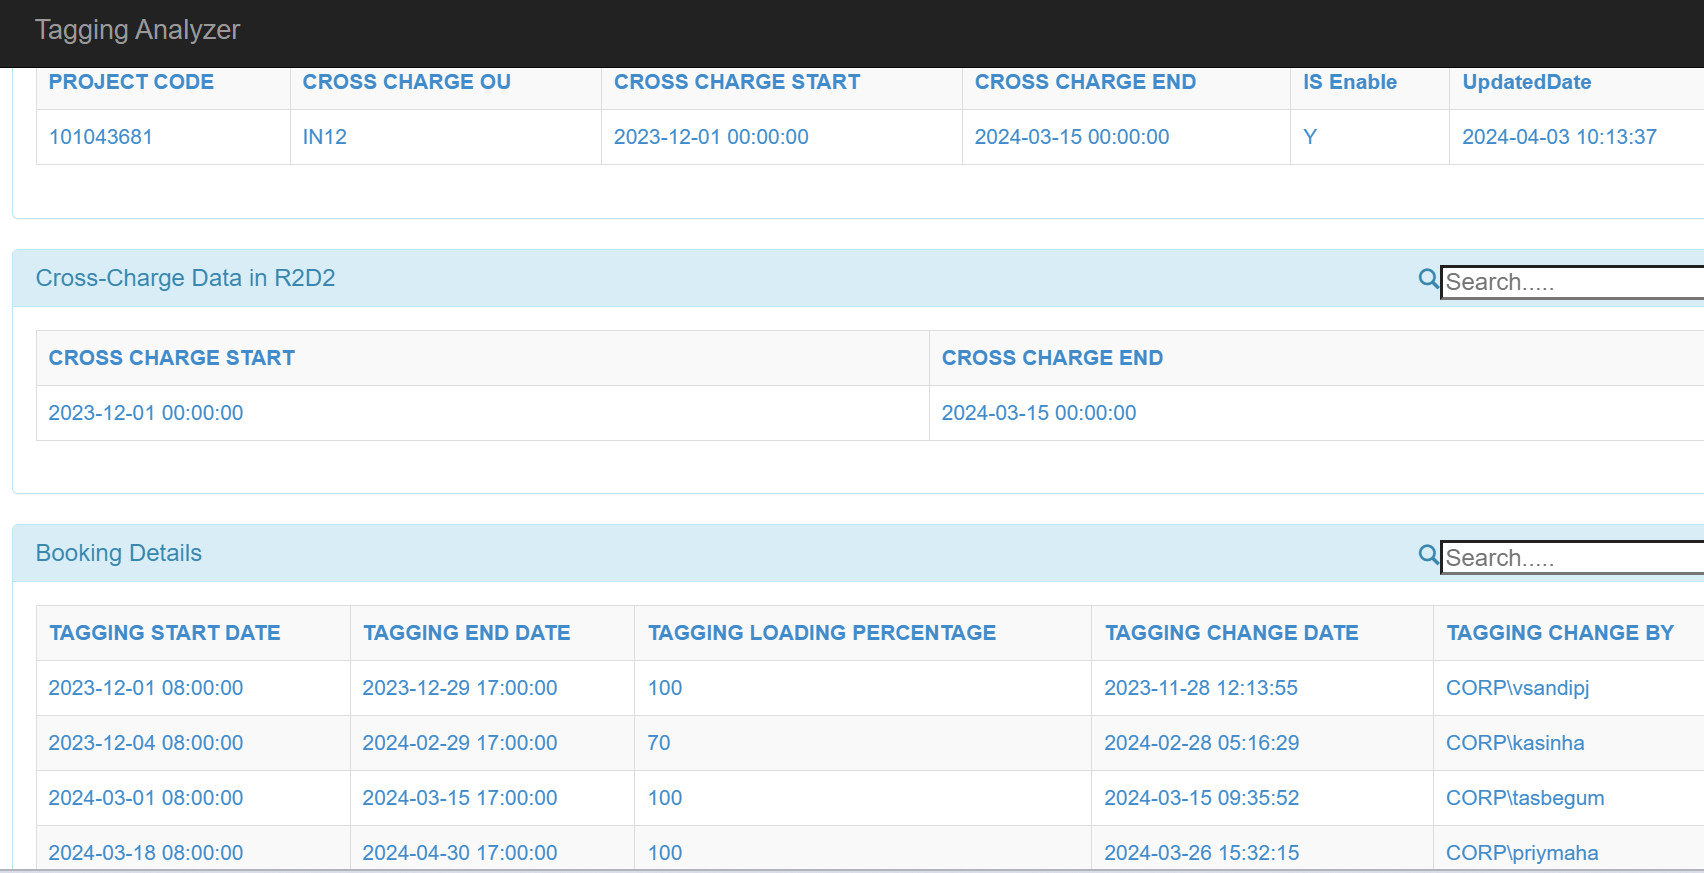 Tagging Analyzer
PROJECT CODE CROSS CHARGE OU CROSS CHARGE START CROSS CHARGE END IS Enable UpdatedDate
101043681 IN12 2023-12-01 00:00:00 2024-03-15 00:00:00 Y 2024-04-03 10:13:37
Cross-Charge Data in R2D2 Search.....
CROSS CHARGE START CROSS CHARGE END
2023-12-01 00:00:00 2024-03-15 00:00:00
Booking Details Search.....
TAGGING START DATE TAGGING END DATE TAGGING LOADING PERCENTAGE TAGGING CHANGE DATE TAGGING CHANGE BY
2023-12-01 08:00:00 2023-12-29 17:00:00 100 2023-11-28 12:13:55 CORP\vsandipj
2023-12-04 08:00:00 2024-02-29 17:00:00 70 2024-02-28 05:16:29 CORP\kasinha
2024-03-01 08:00:00 2024-03-15 17:00:00 100 2024-03-15 09:35:52 CORP\tasbegum
2024-03-18 08:00:00 2024-04-30 17:00:00 100 2024-03-26 15:32:15 CORP\priymaha